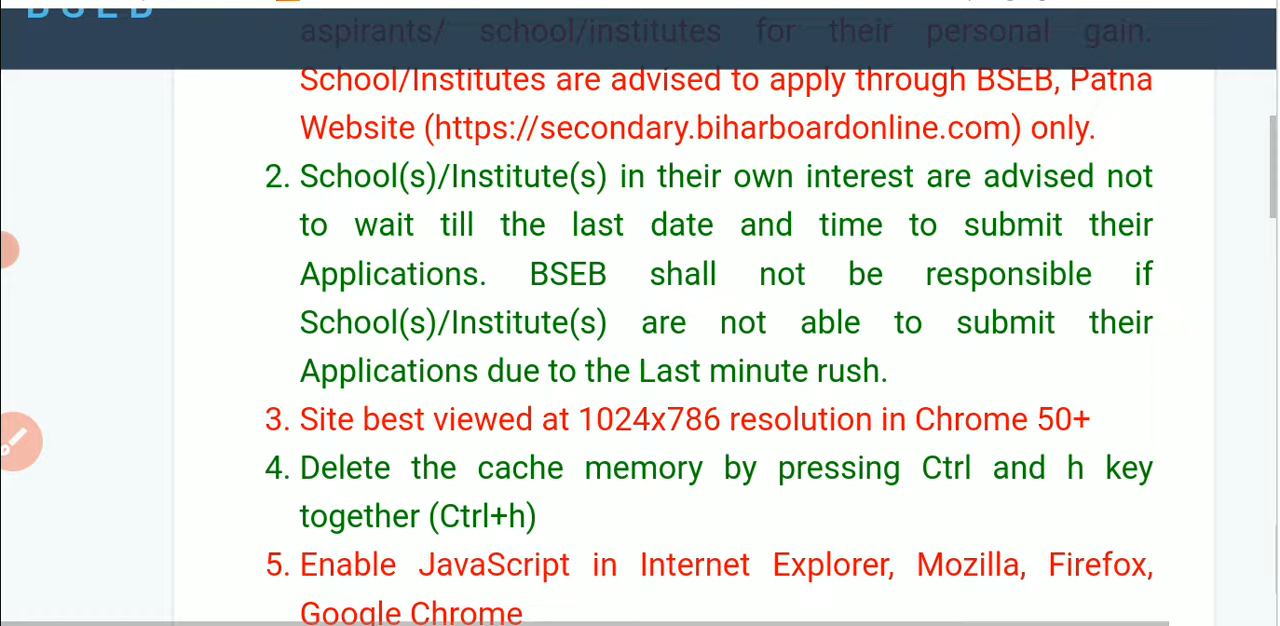 BSEB
aspirants/ school/institutes for their personal gain.
School/Institutes are advised to apply through BSEB, Patna
Website (https://secondary.biharboardonline.com) only.
2. School(s)/Institute(s) in their own interest are advised not
to wait till the last date and time to submit their
Applications. BSEB shall not be responsible if
School(s)/Institute(s) are not able to submit their
Applications due to the Last minute rush.
3. Site best viewed at 1024x786 resolution in Chrome 50+
4. Delete the cache memory by pressing Ctrl and h key
together (Ctrl+h)
5. Enable JavaScript in Internet Explorer, Mozilla, Firefox,
Google Chrome